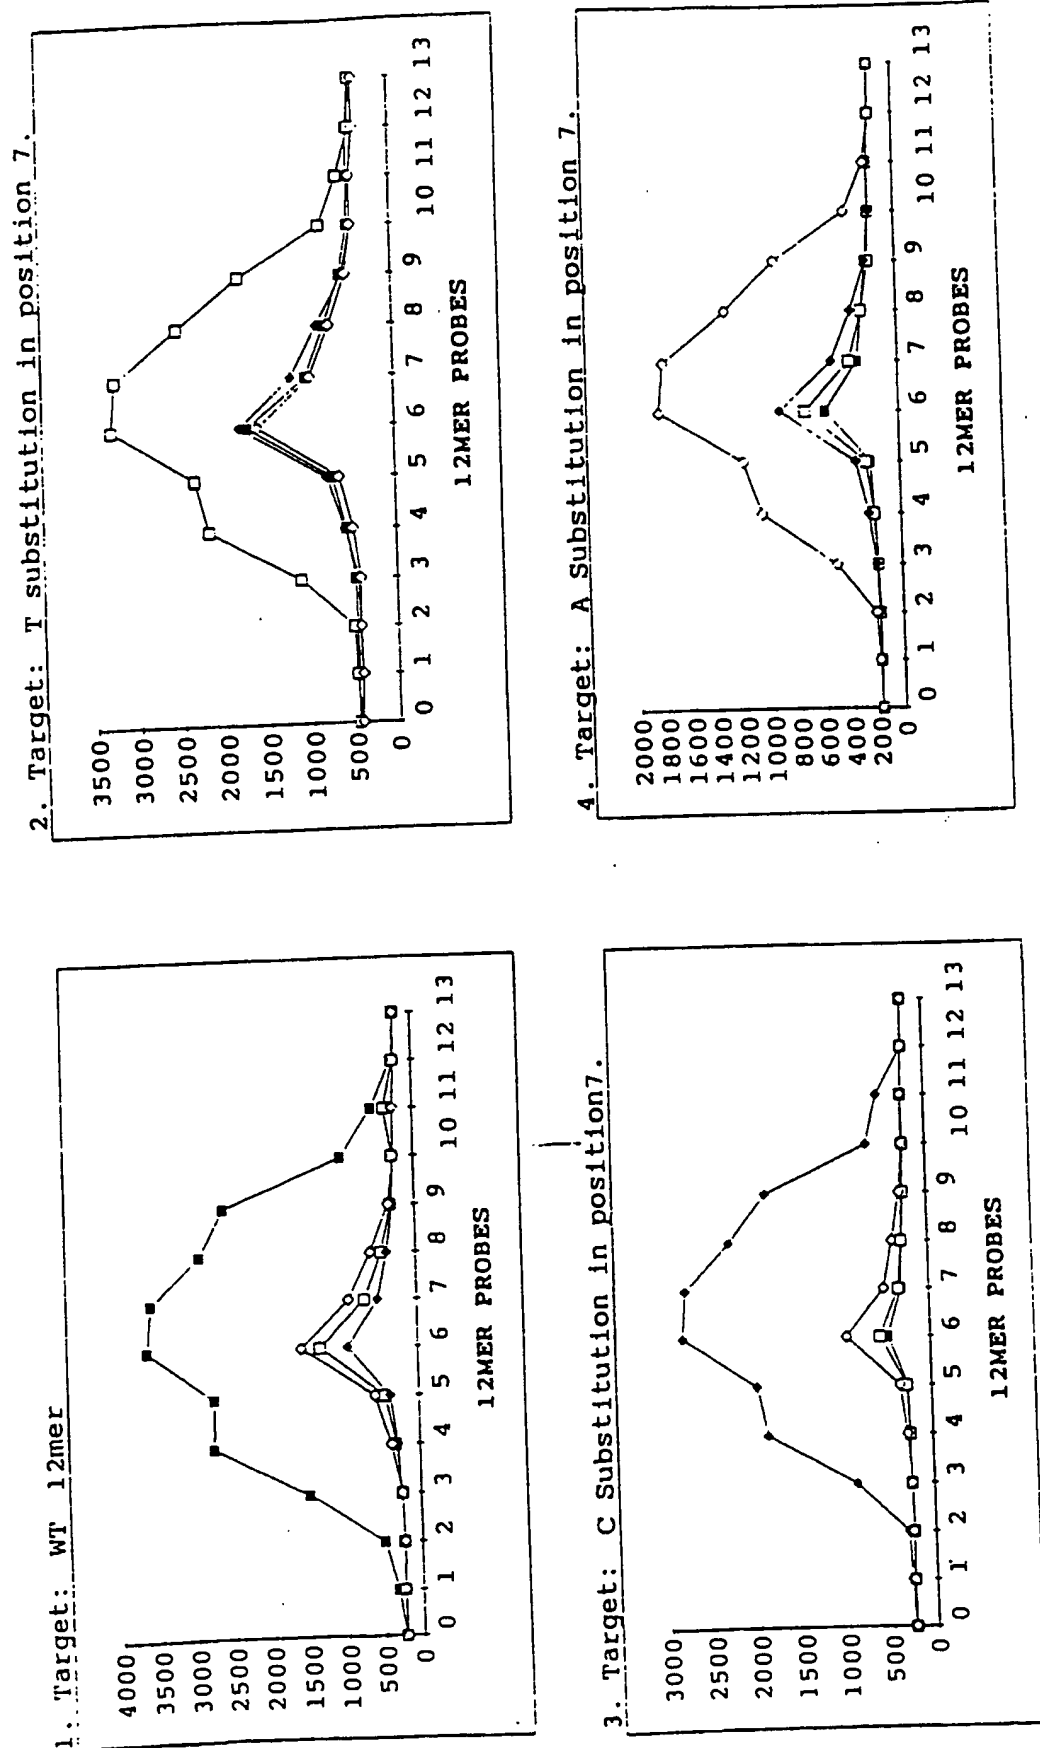 1. Target: WT 12mer
4000
3500
3000
2500
2000
1500
1000
500
0
0 1 2 3 4 5 6 7 8 9 10 11 12 13
12MER PROBES
2. Target: T substitution in position 7.
3500
3000
2500
2000
1500
1000
500
0
0 1 2 3 4 5 6 7 8 9 10 11 12 13
12MER PROBES
3. Target: C Substitution in position7.
3000
2500
2000
1500
1000
500
0
0 1 2 3 4 5 6 7 8 9 10 11 12 13
12MER PROBES
4. Target: A Substitution in position 7.
2000
1800
1600
1400
1200
1000
800
600
400
200
0
0 1 2 3 4 5 6 7 8 9 10 11 12 13
12MER PROBES